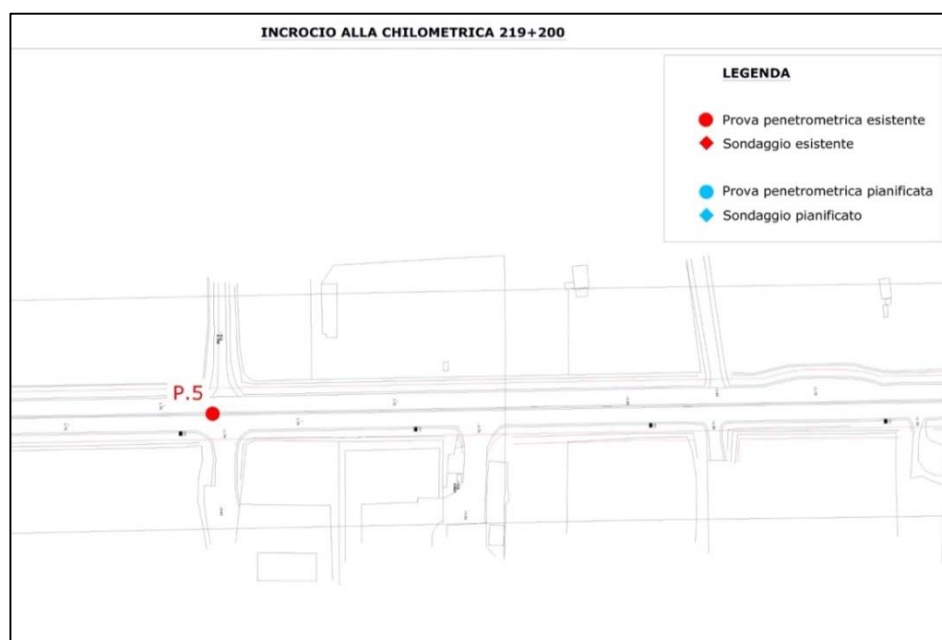 INCROCIO ALLA CHILOMETRICA 219+200
LEGENDA
Prova penetrometrica esistente
Sondaggio esistente
Prova penetrometrica pianificata
Sondaggio pianificato
P.5